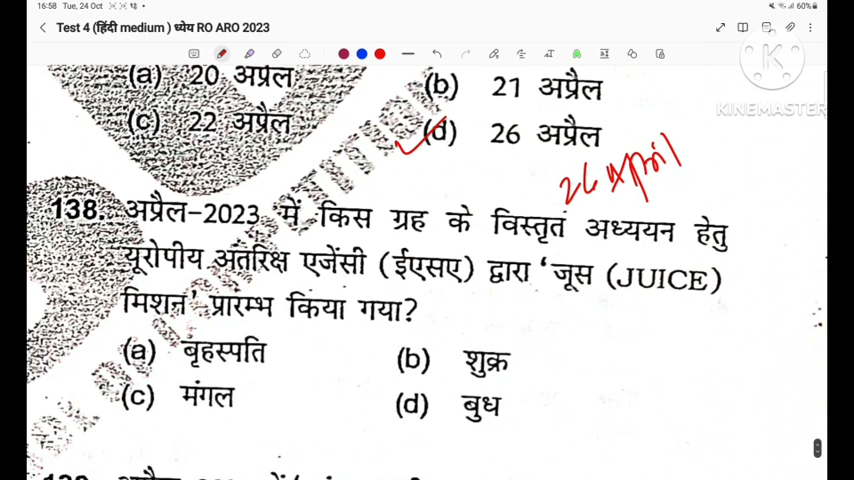 16:58 Tue, 24 Oct
60%
Test 4 (हिंदी medium ) ध्येय RO ARO 2023
KINEMASTER
(a) 20 अप्रैल (b) 21 अप्रैल
(c) 22 अप्रैल (d) 26 अप्रैल
26 April
138. अप्रैल-2023 में किस ग्रह के विस्तृत अध्ययन हेतु
यूरोपीय अंतरिक्ष एजेंसी (ईएसए) द्वारा ‘जूस (JUICE)
मिशन’ प्रारम्भ किया गया?
(a) बृहस्पति (b) शुक्र
(c) मंगल (d) बुध